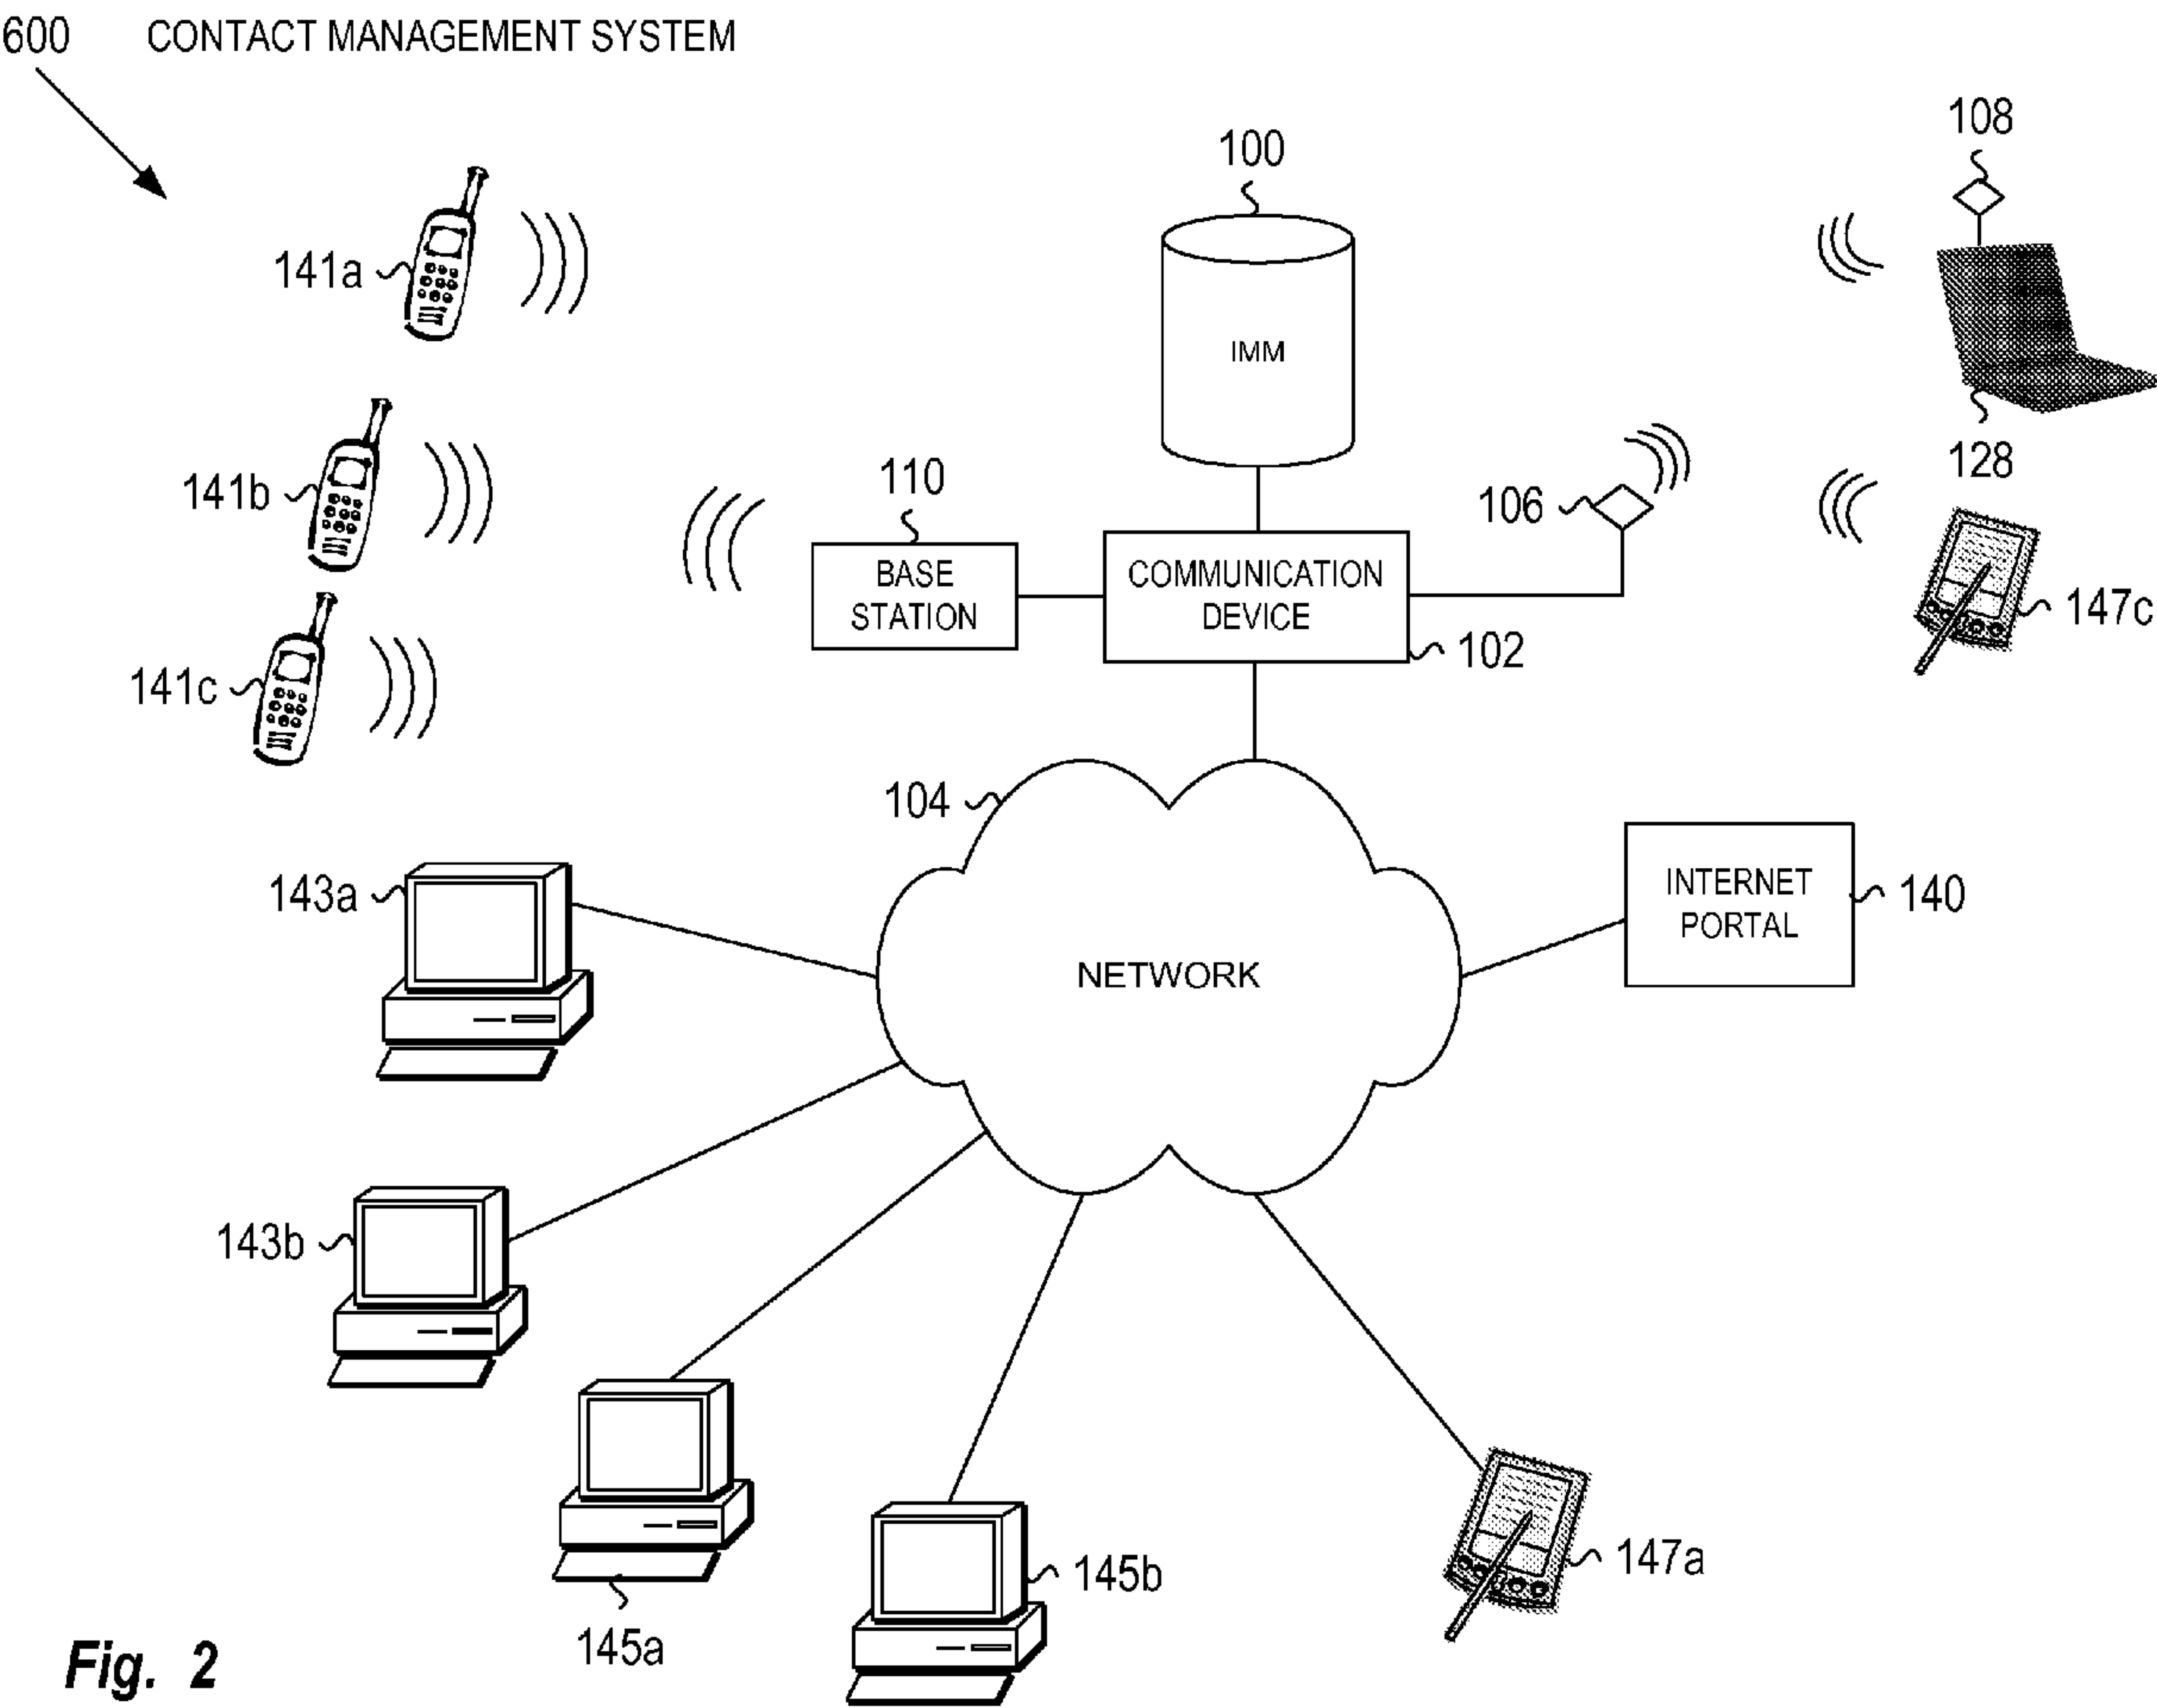 600 CONTACT MANAGEMENT SYSTEM
108
100
141a
IMM
128
110
106
141b
BASE
STATION
COMMUNICATION
DEVICE
147c
102
141c
104
143a
INTERNET
PORTAL
140
NETWORK
143b
147a
145b
145a
Fig. 2